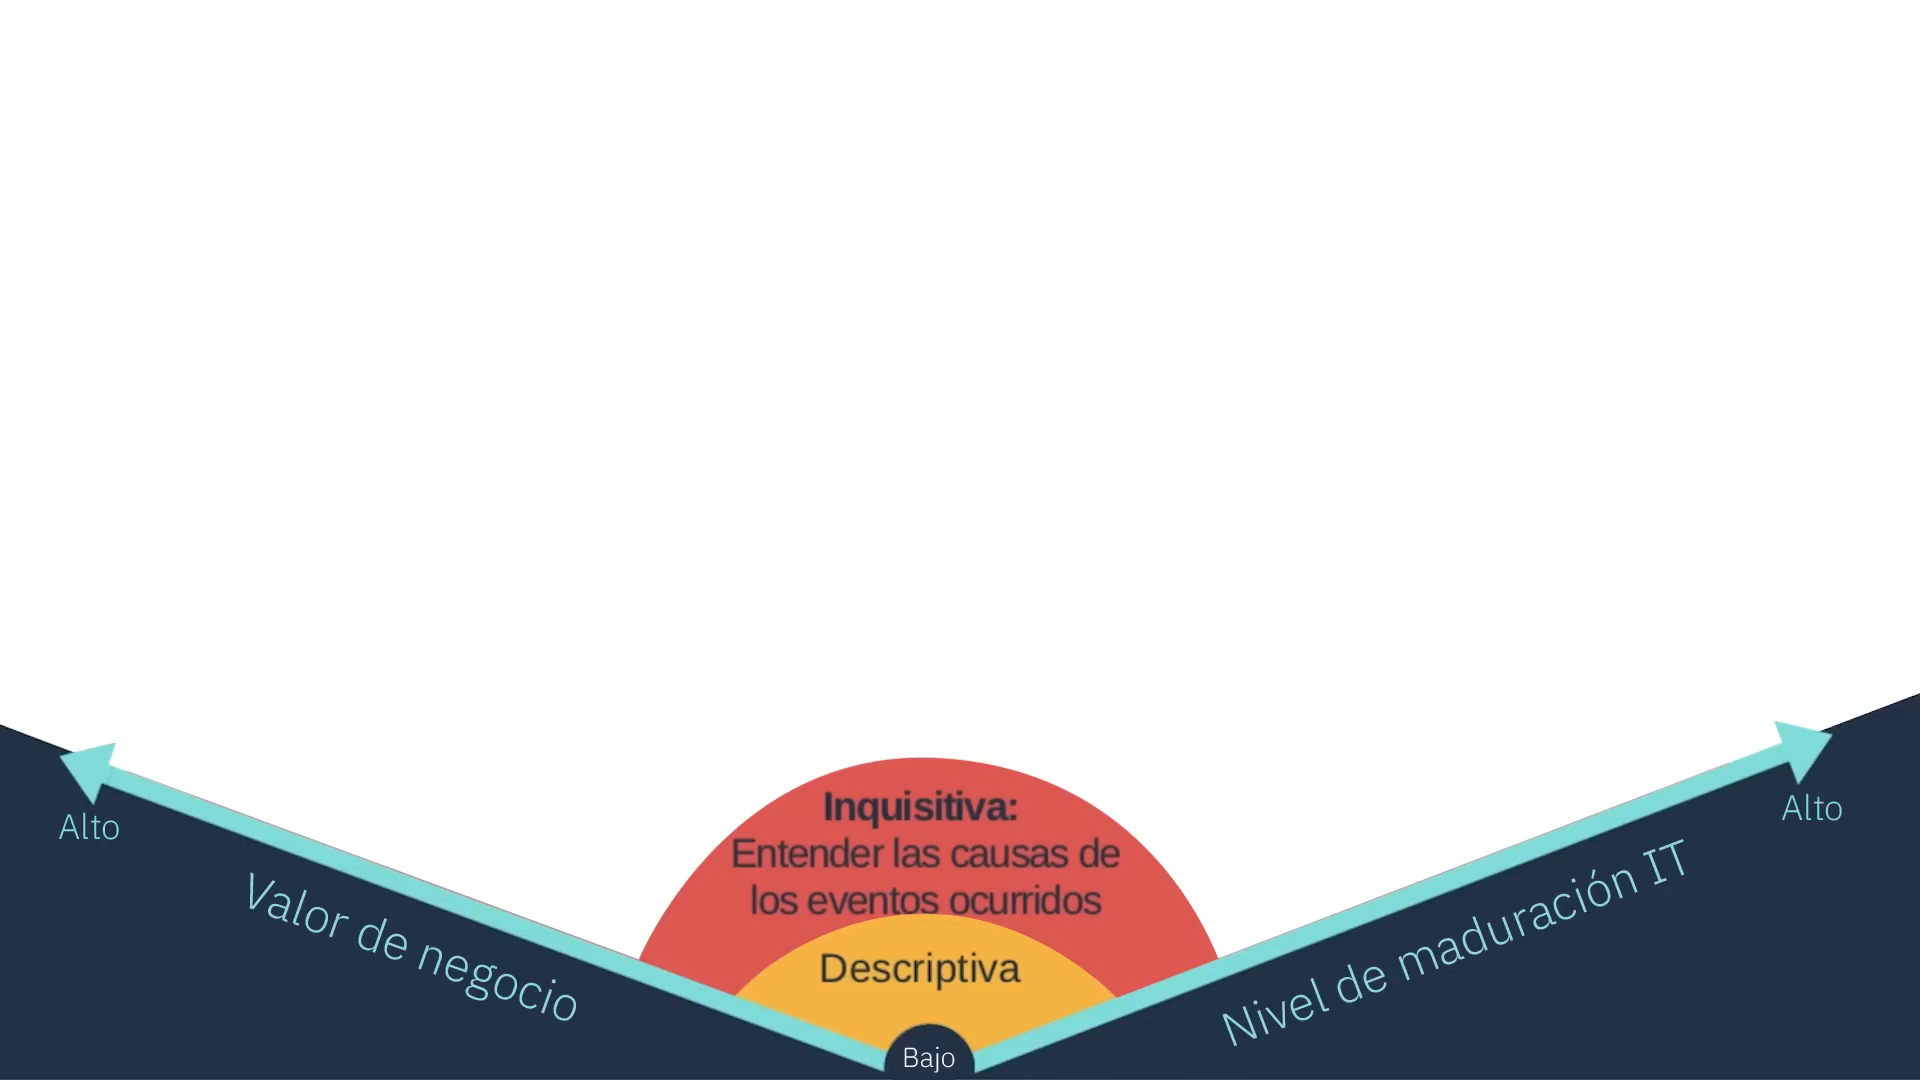 Inquisitiva:
Entender las causas de
los eventos ocurridos
Descriptiva
Bajo
Alto
Valor de negocio
Alto
Nivel de maduración IT